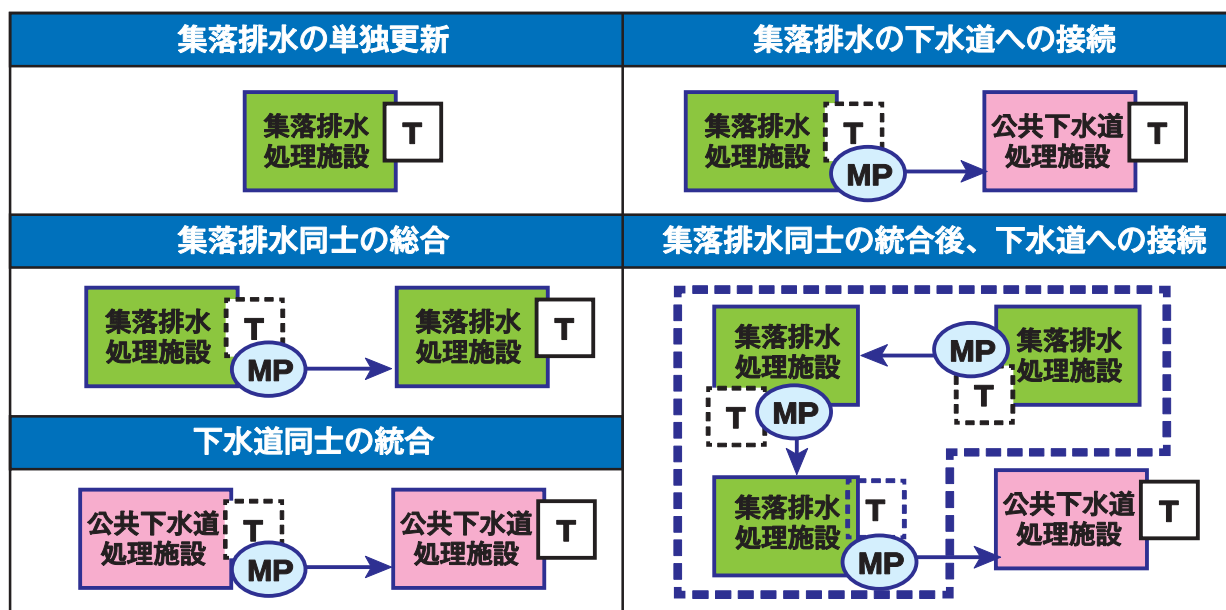 集落排水の単独更新
集落排水
処理施設
T
集落排水の下水道への接続
集落排水
処理施設
T
MP
公共下水道
処理施設
T
集落排水同士の総合
集落排水
処理施設
T
MP
集落排水
処理施設
T
下水道同士の統合
公共下水道
処理施設
T
MP
公共下水道
処理施設
T
集落排水同士の統合後、下水道への接続
集落排水
処理施設
T
MP
MP
集落排水
処理施設
T
集落排水
処理施設
T
MP
公共下水道
処理施設
T